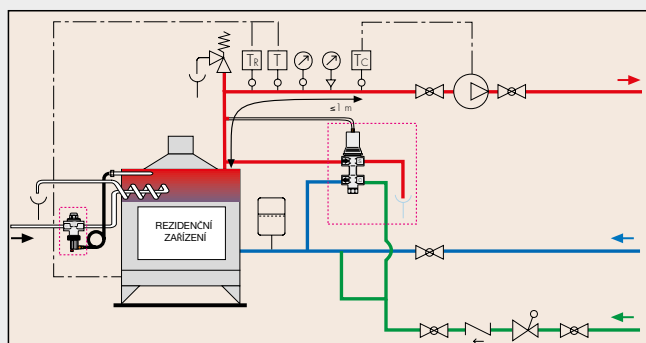 TR T TC
≤1 m
REZIDENČNÍ
ZAŘÍZENÍ